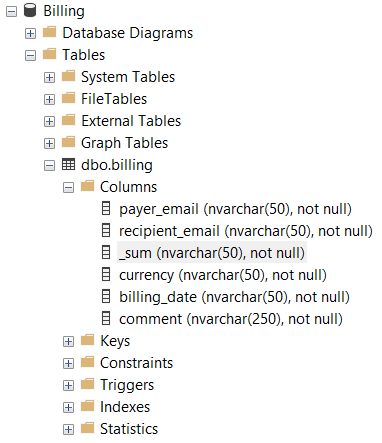 Billing
Database Diagrams
Tables
System Tables
FileTables
External Tables
Graph Tables
dbo.billing
Columns
payer_email (nvarchar(50), not null)
recipient_email (nvarchar(50), not null)
_sum (nvarchar(50), not null)
currency (nvarchar(50), not null)
billing_date (nvarchar(50), not null)
comment (nvarchar(250), not null)
Keys
Constraints
Triggers
Indexes
Statistics